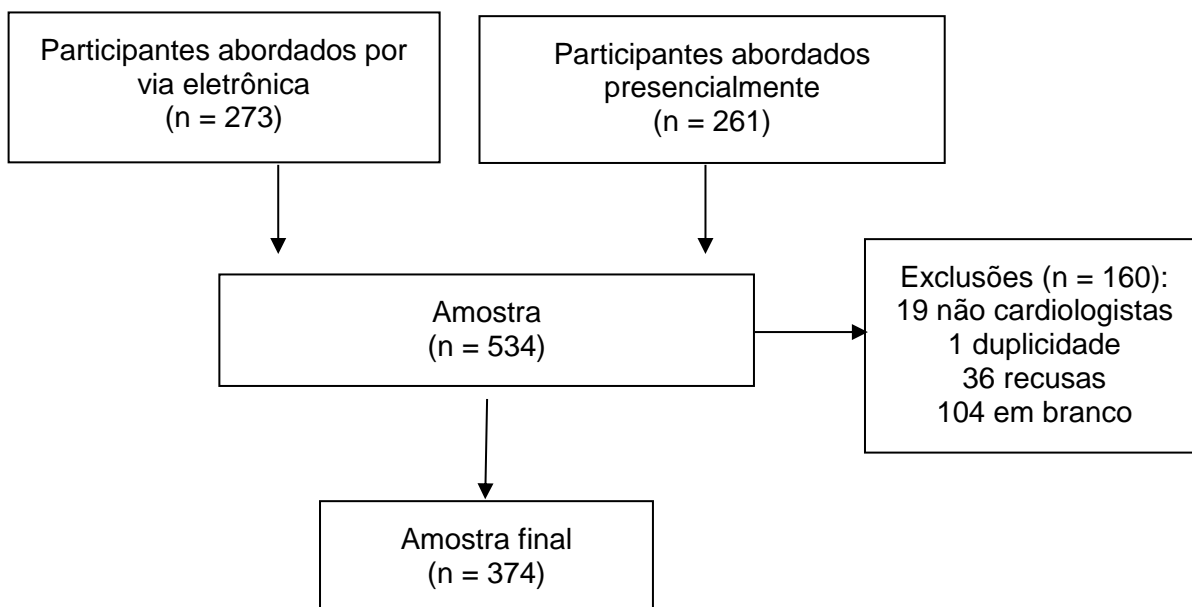 Participantes abordados por
via eletrônica
(n = 273)
Participantes abordados
presencialmente
(n = 261)
Amostra
(n = 534)
Exclusões (n = 160):
19 não cardiologistas
1 duplicidade
36 recusas
104 em branco
Amostra final
(n = 374)